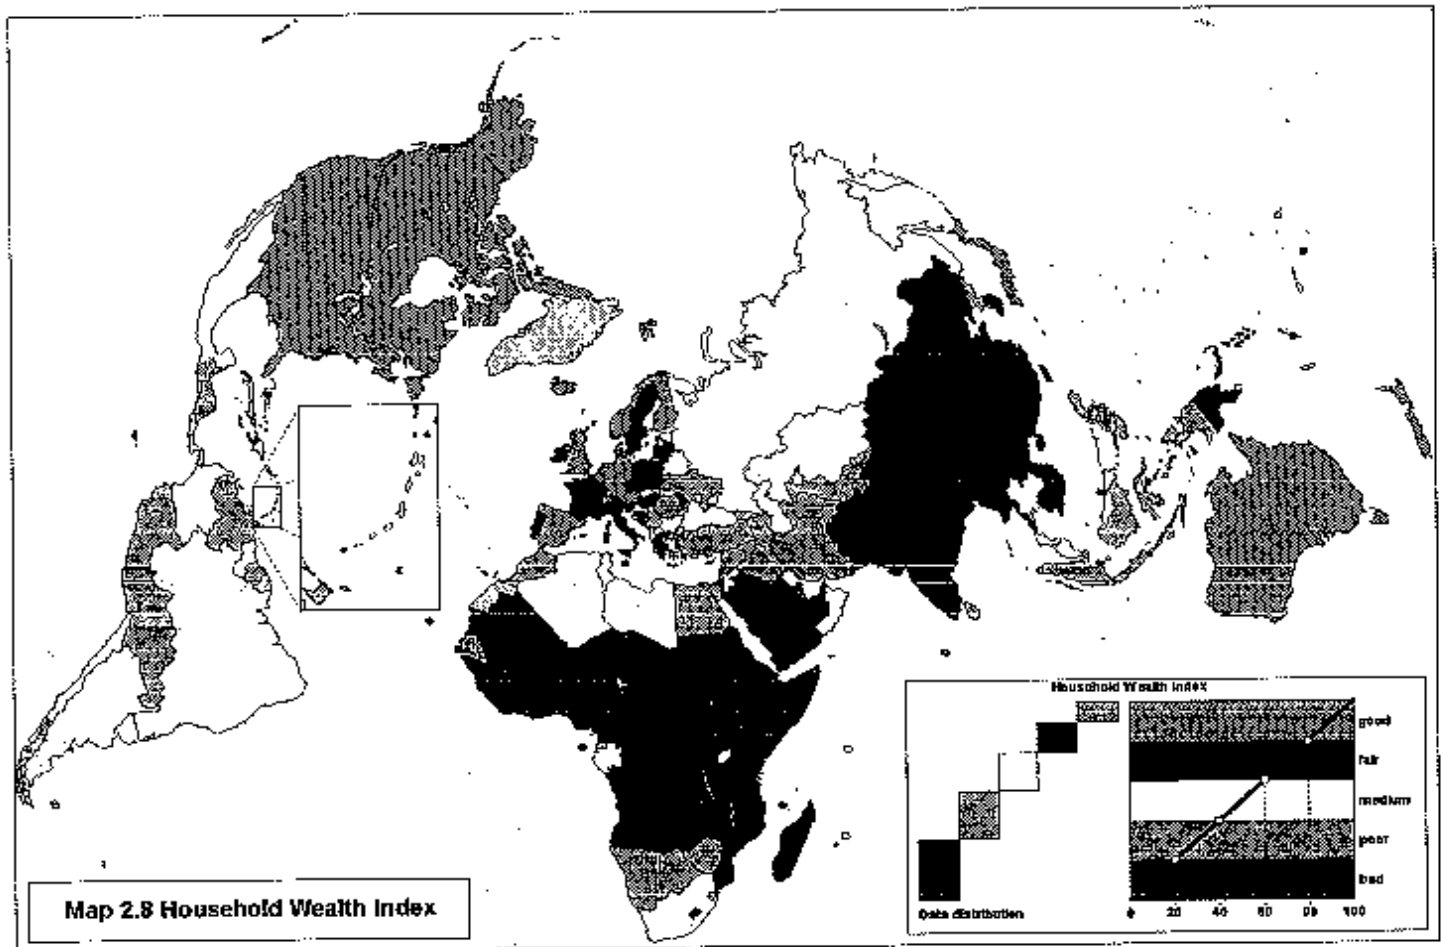 Household Wealth Index
good
fair
medium
poor
bad
Data distribution
0 20 40 60 80 100
Map 2.8 Household Wealth Index